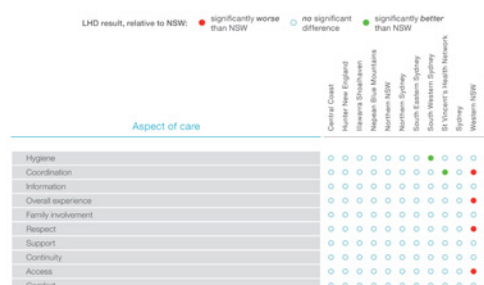 LHD result, relative to NSW:
significantly worse
than NSW
no significant
difference
significantly better
than NSW
Central Coast
Hunter New England
Illawarra Shoalhaven
Nepean Blue Mountains
Northern NSW
Northern Sydney
South Eastern Sydney
South Western Sydney
St Vincent's Health Network
Sydney
Western NSW
Aspect of care
Hygiene
Coordination
Information
Overall experience
Family involvement
Respect
Support
Continuity
Access
Comfort